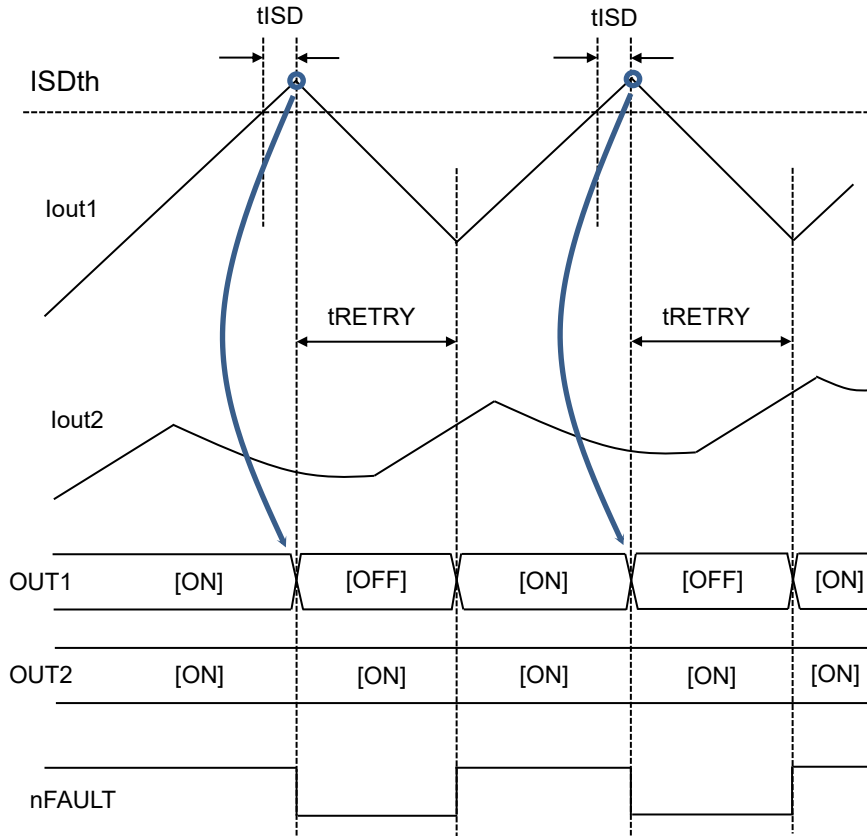 tISD
tISD
ISDth
Iout1
tRETRY
tRETRY
Iout2
OUT1
[ON]
[OFF]
[ON]
[OFF]
[ON]
OUT2
[ON]
[ON]
[ON]
[ON]
[ON]
nFAULT